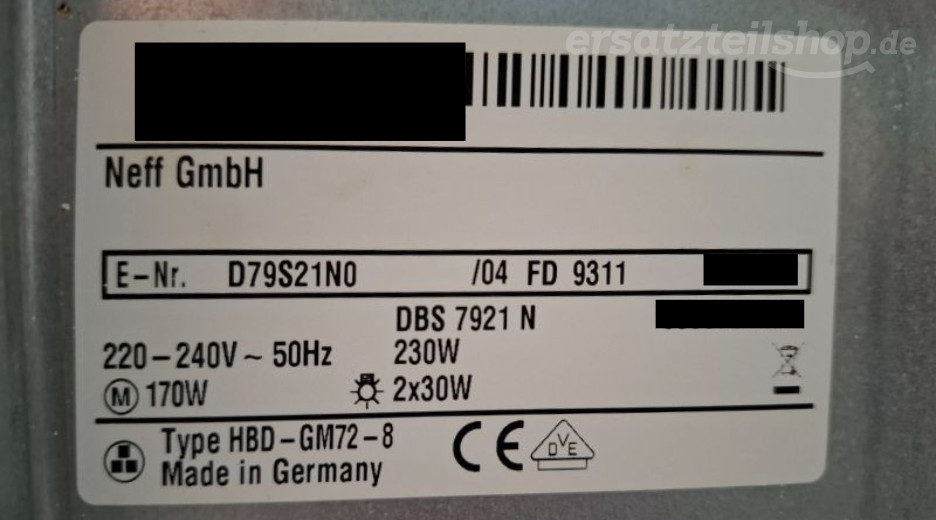 ersatzteilshop.de
Neff GmbH
E-Nr. D79S21N0 /04 FD 9311
DBS 7921 N
220-240V~ 50Hz 230W
M 170W 2x30W
Type HBD-GM72-8
Made in Germany
CE DVE